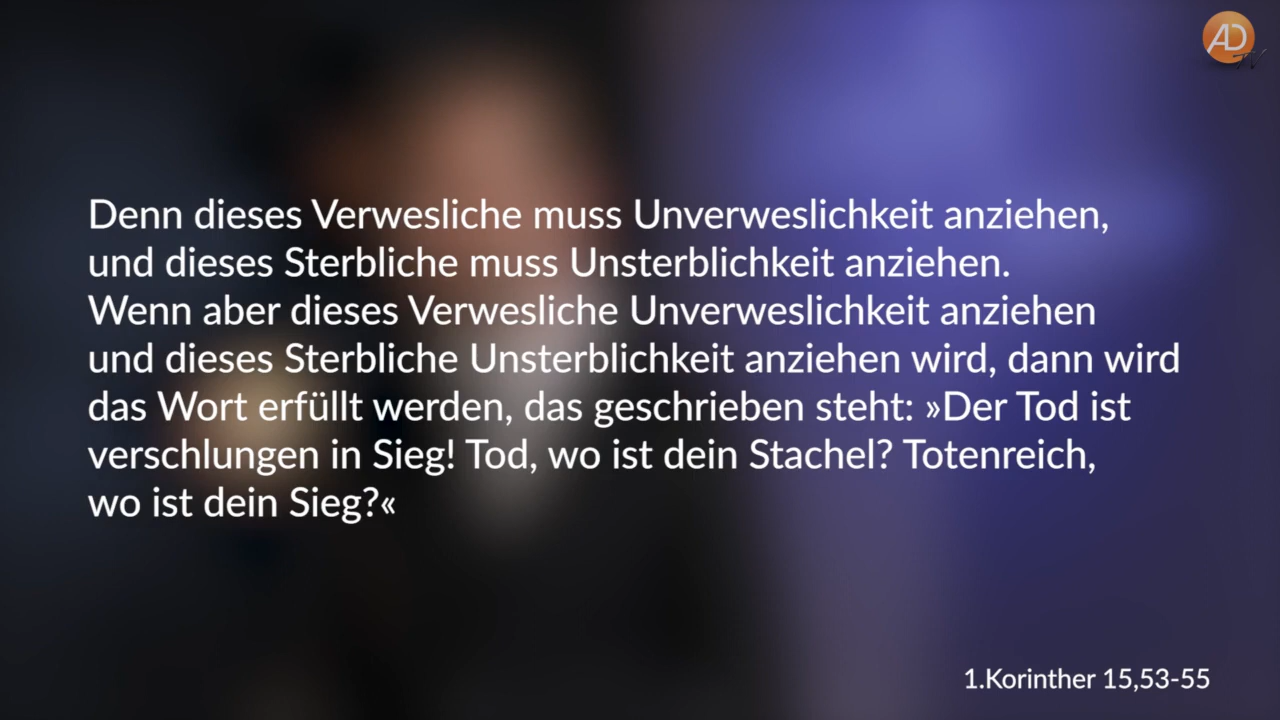 AD
TV
Denn dieses Verwesliche muss Unverweslichkeit anziehen,
und dieses Sterbliche muss Unsterblichkeit anziehen.
Wenn aber dieses Verwesliche Unverweslichkeit anziehen
und dieses Sterbliche Unsterblichkeit anziehen wird, dann wird
das Wort erfüllt werden, das geschrieben steht: »Der Tod ist
verschlungen in Sieg! Tod, wo ist dein Stachel? Totenreich,
wo ist dein Sieg?«
1.Korinther 15,53-55